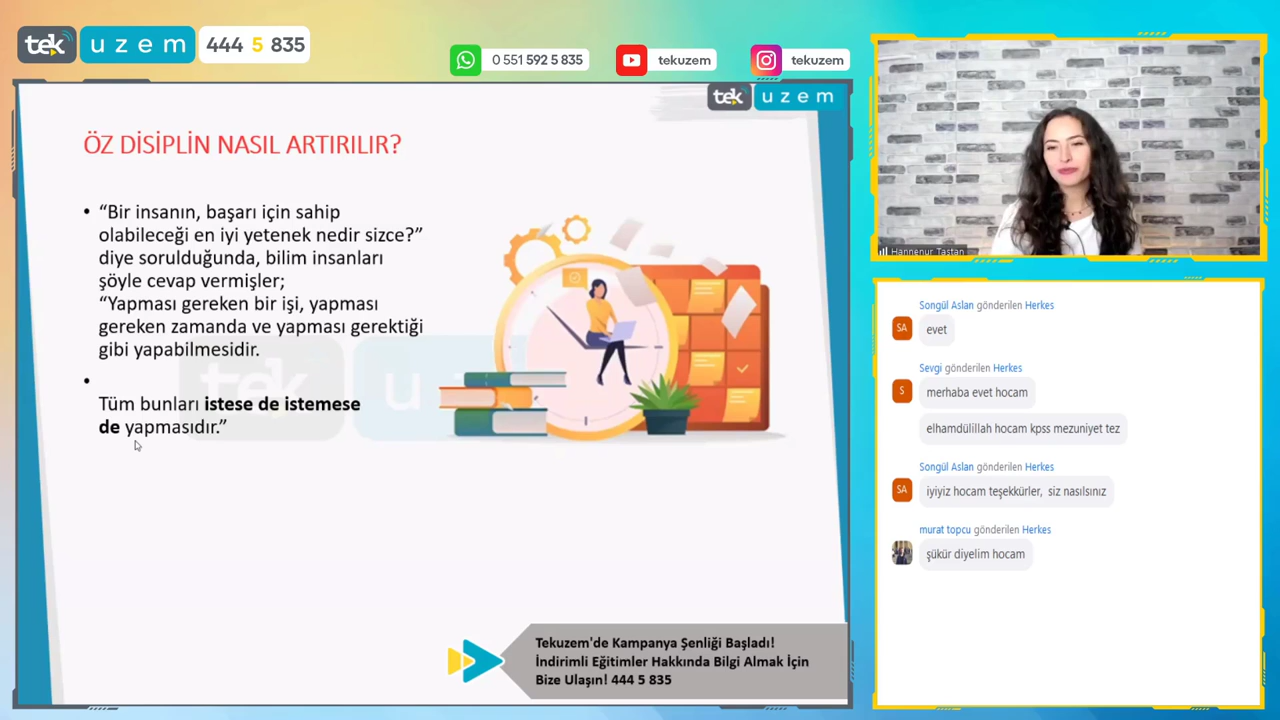 tek uzem 444 5 835
0 551 592 5 835
tekuzem
tekuzem
tek uzem
ÖZ DİSİPLİN NASIL ARTIRILIR?
• “Bir insanın, başarı için sahip
olabileceği en iyi yetenek nedir sizce?”
diye sorulduğunda, bilim insanları
şöyle cevap vermişler;
“Yapması gereken bir işi, yapması
gereken zamanda ve yapması gerektiği
gibi yapabilmesidir.
•
Tüm bunları istese de istemese
de yapmasıdır.”
tek uz
Tekuzem'de Kampanya Şenliği Başladı!
İndirimli Eğitimler Hakkında Bilgi Almak İçin
Bize Ulaşın! 444 5 835
Hannenur Taştan
Songül Aslan gönderilen Herkes
SA
evet
Sevgi gönderilen Herkes
S
merhaba evet hocam
elhamdülillah hocam kpss mezuniyet tez
Songül Aslan gönderilen Herkes
SA
iyiyiz hocam teşekkürler, siz nasılsınız
murat topcu gönderilen Herkes
şükür diyelim hocam